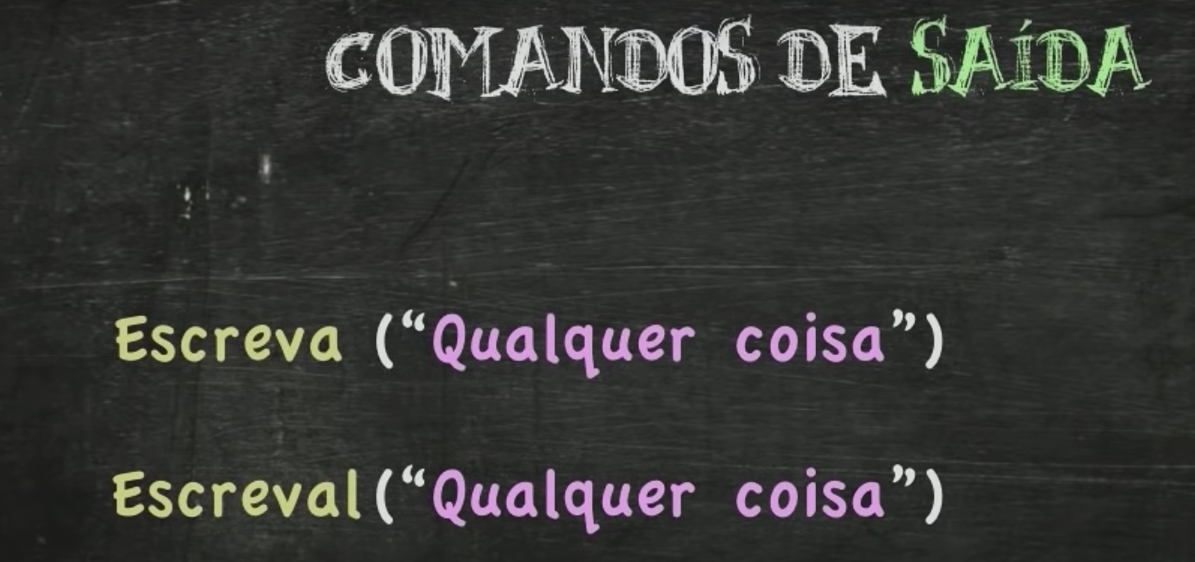 COMANDOS DE SAÍDA
Escreva (“Qualquer coisa”)
Escreval(“Qualquer coisa”)